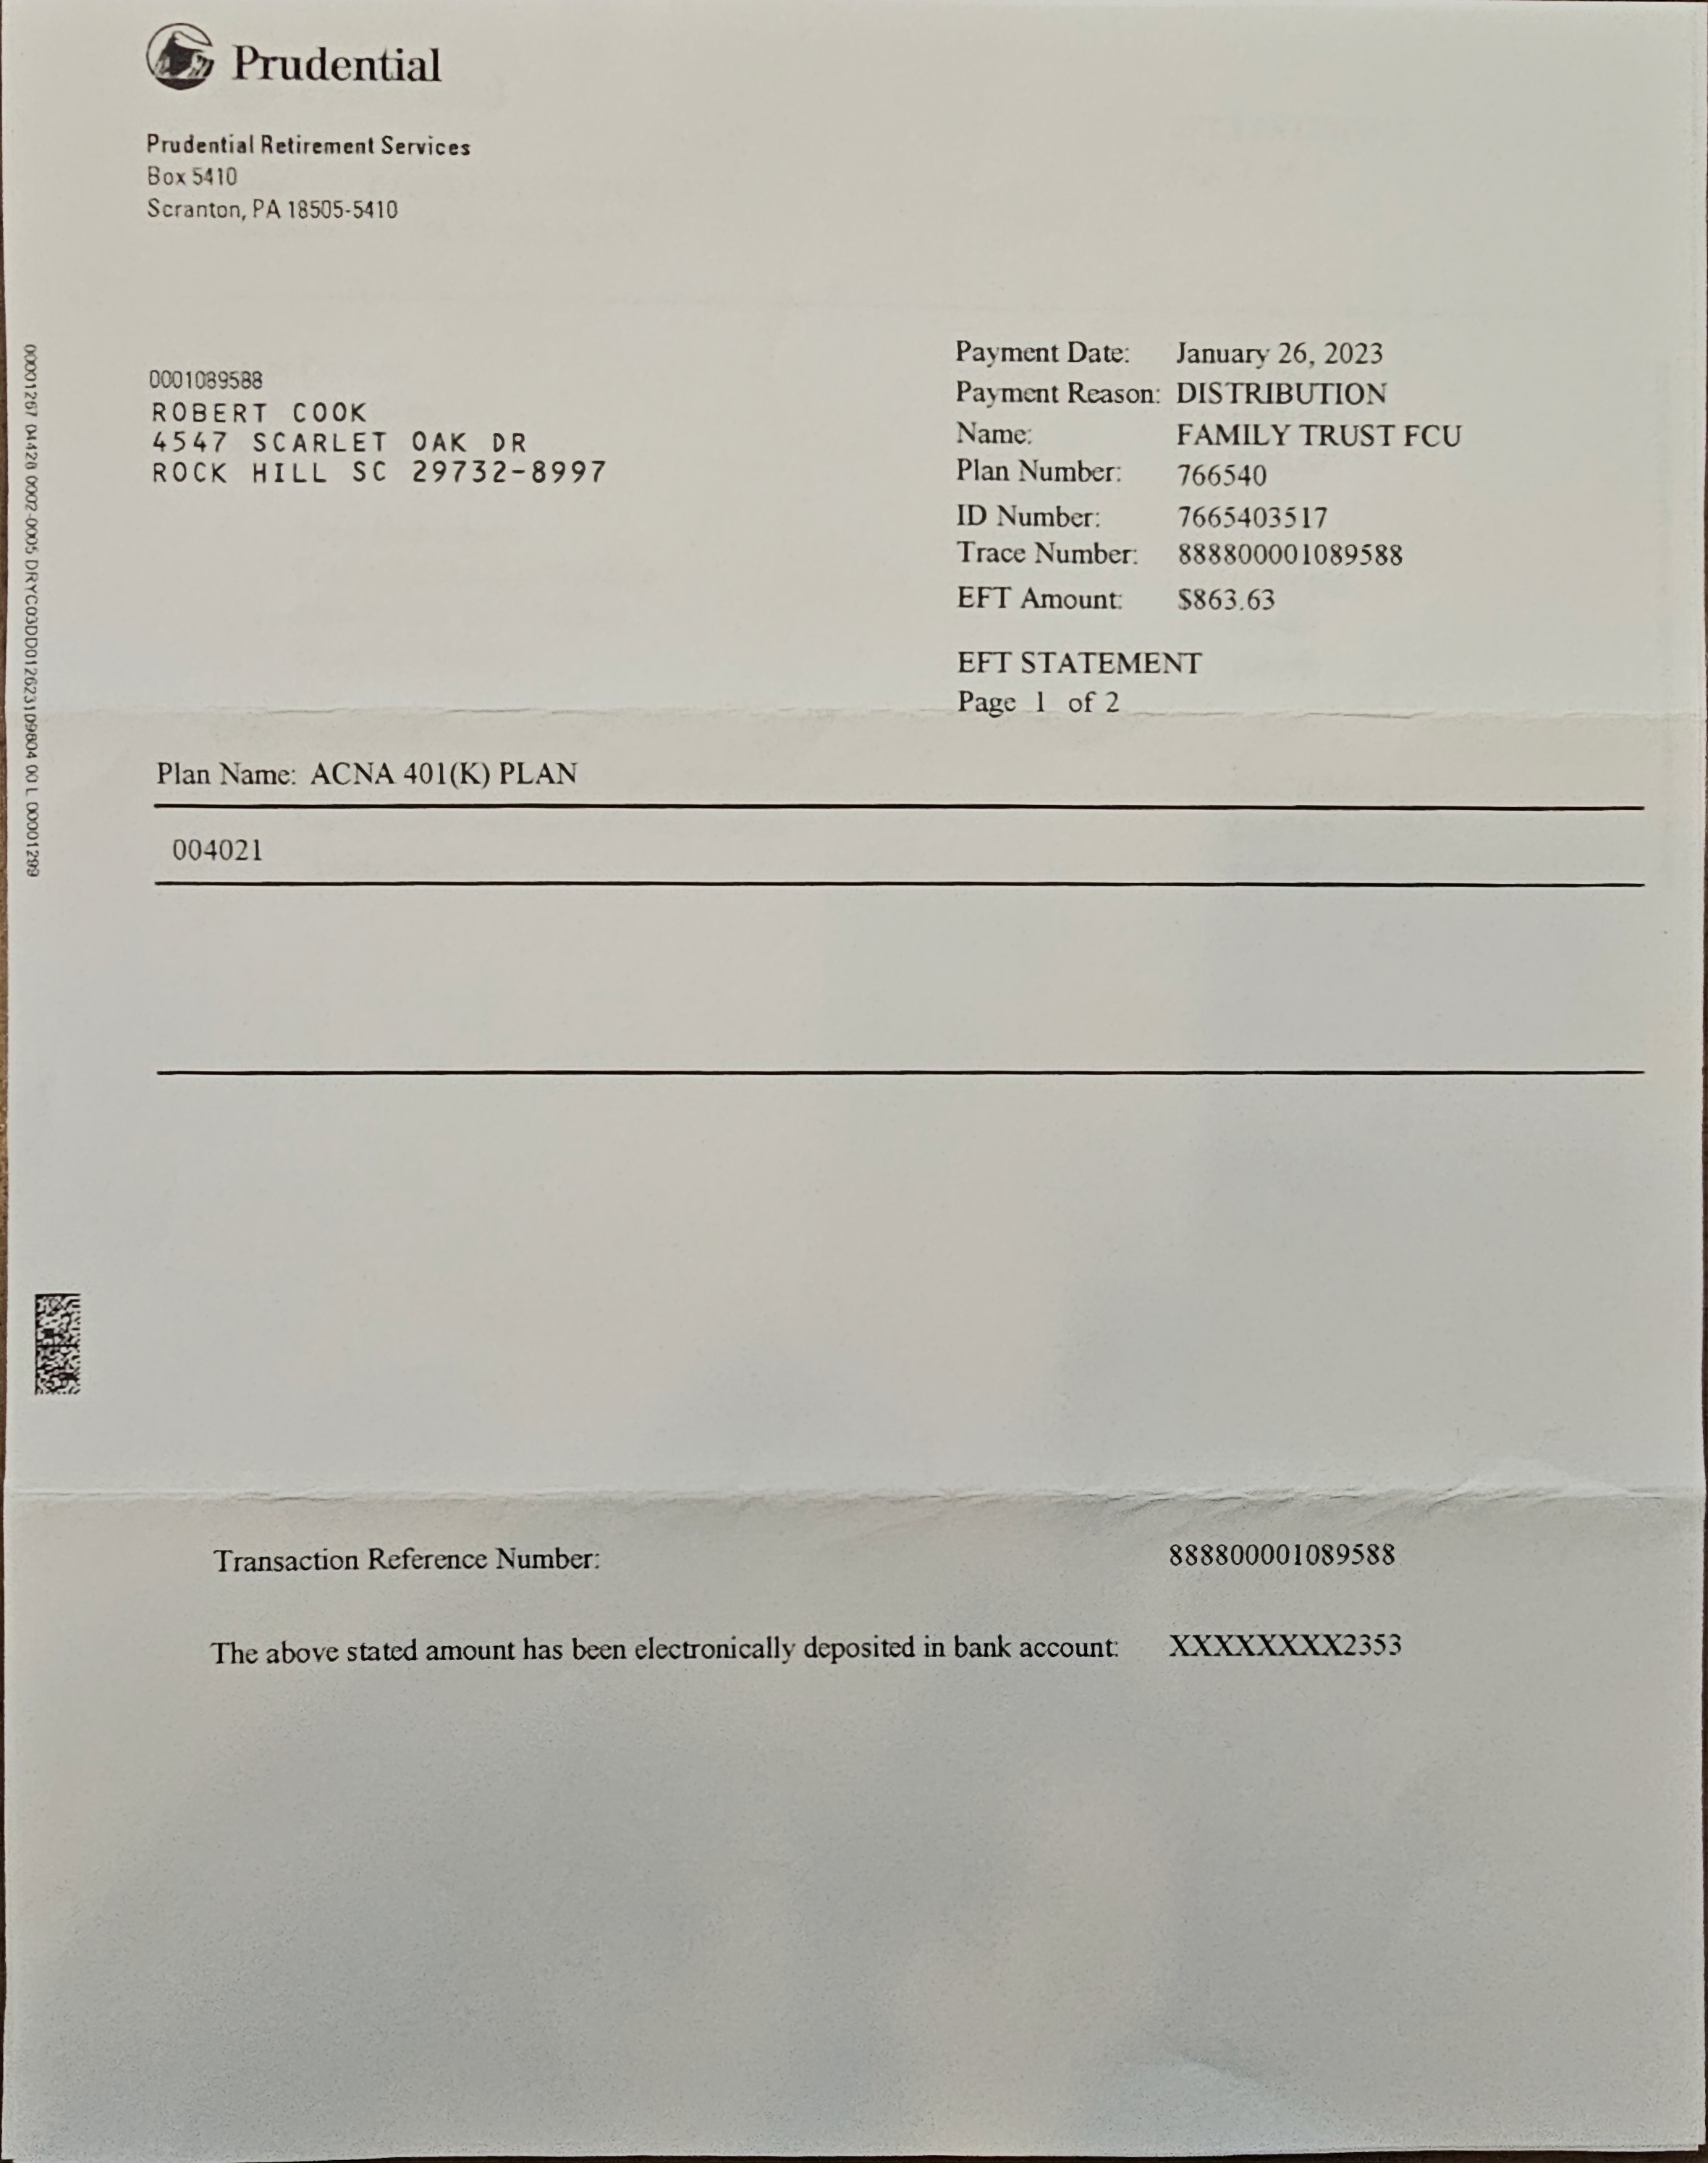 Prudential
Prudential Retirement Services
Box 5410
Scranton, PA 18505-5410
0001089588
ROBERT COOK
4547 SCARLET OAK DR
ROCK HILL SC 29732-8997
Payment Date: January 26, 2023
Payment Reason: DISTRIBUTION
Name: FAMILY TRUST FCU
Plan Number: 766540
ID Number: 7665403517
Trace Number: 888800001089588
EFT Amount: $863.63
EFT STATEMENT
Page 1 of 2
00001267 04428 0002-0005 DRYC03DD012623109804 00 L 00001299
Plan Name: ACNA 401(K) PLAN
004021
Transaction Reference Number: 888800001089588
The above stated amount has been electronically deposited in bank account: XXXXXXXX2353